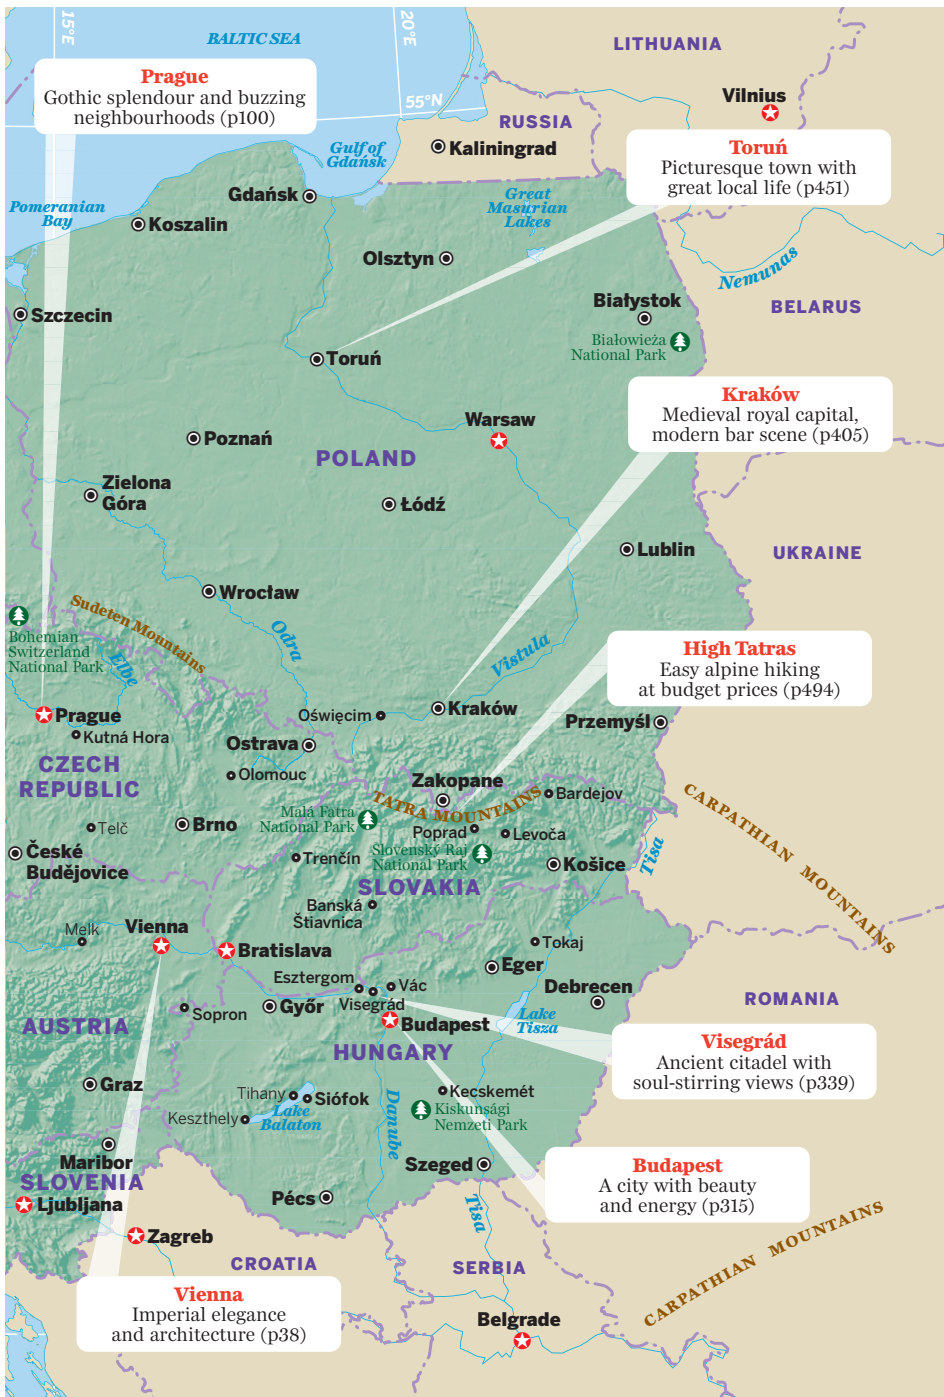 15°E
20°E
BALTIC SEA
LITHUANIA
Prague
Gothic splendour and buzzing
neighbourhoods (p100)
55°N
Vilnius
RUSSIA
Kaliningrad
Gulf of
Gdańsk
Toruń
Picturesque town with
great local life (p451)
Gdańsk
Great
Masurian
Lakes
Pomeranian
Bay
Koszalin
Olsztyn
Nemunas
Szczecin
Białystok
BELARUS
Białowieża
National Park
Toruń
Kraków
Medieval royal capital,
modern bar scene (p405)
Warsaw
Poznań
POLAND
Zielona
Góra
Łódź
Lublin
UKRAINE
Wrocław
Sudeten Mountains
Odra
Bohemian
Switzerland
National Park
Elbe
Vistula
High Tatras
Easy alpine hiking
at budget prices (p494)
Prague
Kutná Hora
Oświęcim
Kraków
Przemyśl
Ostrava
CZECH
REPUBLIC
Olomouc
Zakopane
TATRA MOUNTAINS
Bardejov
CARPATHIAN MOUNTAINS
Malá Fatra
National Park
Telč
Brno
Poprad
Levoča
Tisa
České
Budějovice
Trenčín
Slovenský Raj
National Park
Košice
SLOVAKIA
Banská
Štiavnica
Melk
Vienna
Bratislava
Tokaj
Eger
Esztergom
Vác
Visegrád
Debrecen
Sopron
Győr
Budapest
Lake
Tisza
ROMANIA
AUSTRIA
HUNGARY
Visegrád
Ancient citadel with
soul-stirring views (p339)
Graz
Tihany
Siófok
Keszthely
Lake
Balaton
Danube
Kecskemét
Kiskunsági
Nemzeti Park
Maribor
SLOVENIA
Ljubljana
Szeged
Budapest
A city with beauty
and energy (p315)
Pécs
Tisa
Zagreb
CROATIA
SERBIA
CARPATHIAN MOUNTAINS
Vienna
Imperial elegance
and architecture (p38)
Belgrade